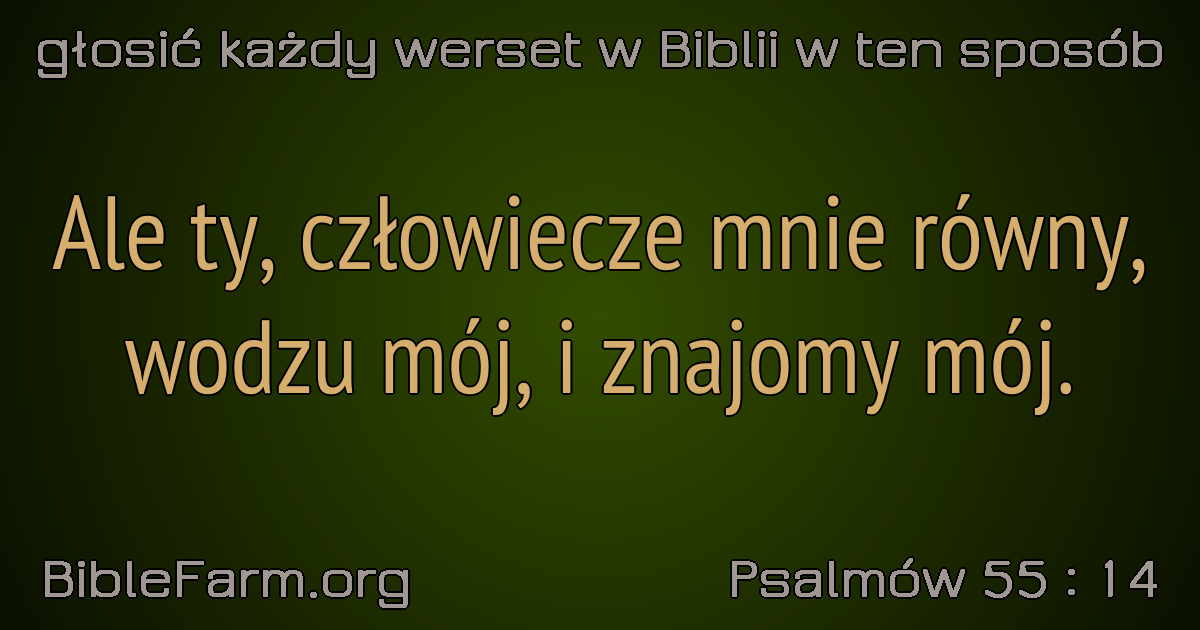 głosić każdy werset w Biblii w ten sposób
Ale ty, człowiecze mnie równy,
wodzu mój, i znajomy mój.
BibleFarm.org
Psalmów 55 : 14